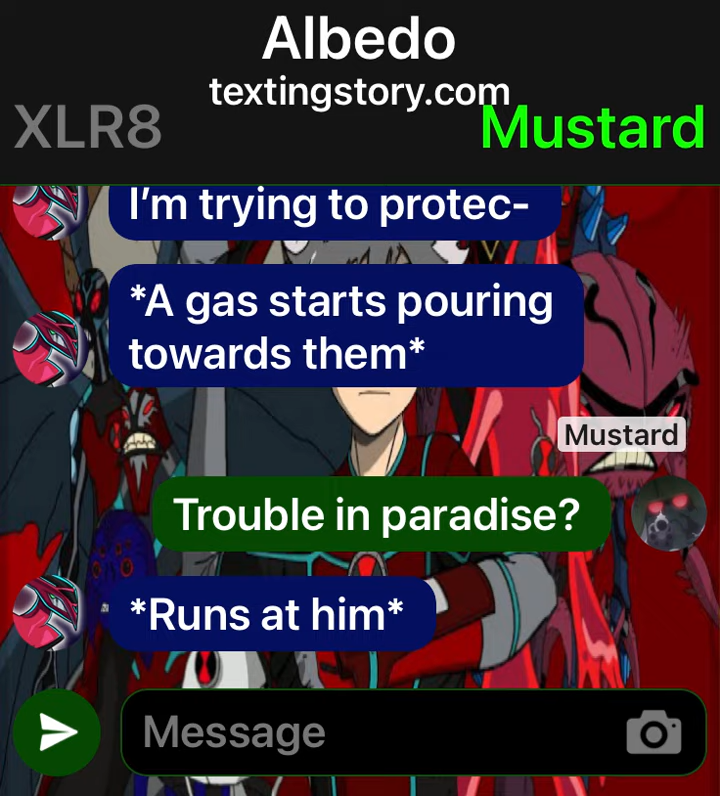 Albedo
textingstory.com
XLR8
Mustard
I’m trying to protec-
*A gas starts pouring
towards them*
Mustard
Trouble in paradise?
*Runs at him*
Message